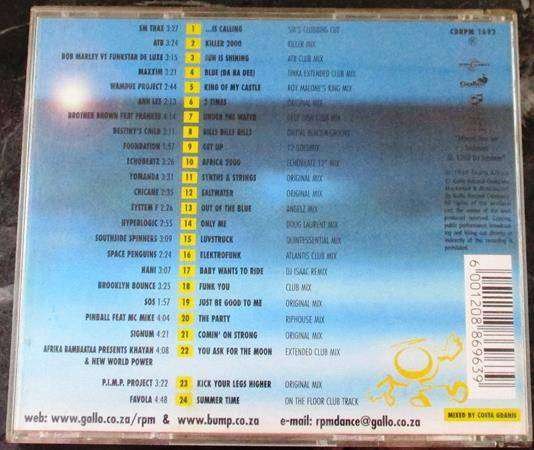 CDRPM 1692
SM TRAX 3:27 1 ...IS CALLING SIR'S CLUBBING CUT
ATB 3:24 2 KILLER 2000 KILLER MIX
BOB MARLEY VS FUNKSTAR DE LUXE 3:15 3 SUN IS SHINING ATB CLUB MIX
MAXXIM 3:21 4 BLUE (DA BA DEE) CLUB MIX
WAMDUE PROJECT 2:44 5 KING OF MY CASTLE ROY MALONE'S KING MIX
ANN LEE 2:13 6 2 TIMES ORIGINAL MIX
BROTHER BROWN FEAT FRANKEE 4:14 7 UNDER THE WATER DEEP DISH CLUB MIX
DESTINY'S CHILD 3:11 8 BILLS BILLS BILLS
FOUNDATION 1:57 9 GET UP 12"
ECHOBEATZ 3:36 10 AFRICA 2000 ECHOBEATZ 12" MIX
YOMANDA 3:31 11 SYNTHS & STRINGS ORIGINAL MIX
CHICANE 3:35 12 SALTWATER ORIGINAL MIX
SYSTEM F 2:26 13 OUT OF THE BLUE ANGELZ MIX
HYPERLOGIC 2:55 14 ONLY ME DOUG LAURENT MIX
SOUTHSIDE SPINNERS 3:09 15 LUVSTRUCK QUINTESSENTIAL MIX
SPACE PENGUINS 2:24 16 ELEKTROFUNK ATLANTIS CLUB MIX
HANI 3:07 17 BABY WANTS TO RIDE DJ ISAAC REMIX
BROOKLYN BOUNCE 3:25 18 FUNK YOU CLUB MIX
SOS 1:57 19 JUST BE GOOD TO ME ORIGINAL MIX
PINBALL FEAT MC MIKE 4:04 20 THE PARTY RIPHOUSE MIX
SIGNUM 4:21 21 COMIN' ON STRONG ORIGINAL MIX
AFRIKA BAMBAATAA PRESENTS KHAYAN 4:08 22 YOU ASK FOR THE MOON EXTENDED CLUB MIX
& NEW WORLD POWER
P.I.M.P. PROJECT 3:22 23 KICK YOUR LEGS HIGHER ORIGINAL MIX
FAVOLA 4:48 24 SUMMER TIME ON THE FLOOR CLUB TRACK
web: www.gallo.co.za/rpm & www.bump.co.za e-mail: rpmdance@gallo.co.za
Gallo
6 001208 869639
MIXED BY COSTA GDANIS